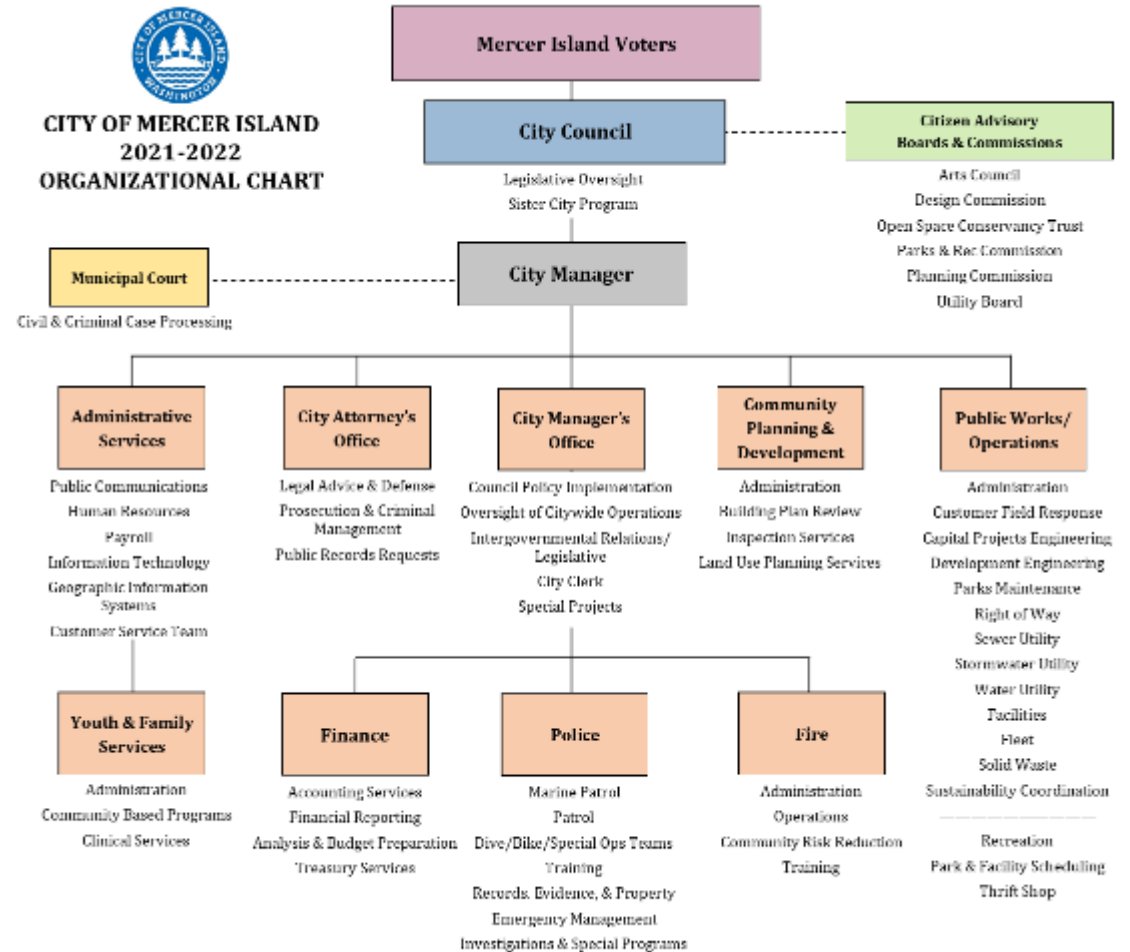 CITY OF MERCER ISLAND
WASHINGTON
CITY OF MERCER ISLAND
2021-2022
ORGANIZATIONAL CHART
Mercer Island Voters
City Council
Legislative Oversight
Sister City Program
Citizen Advisory
Boards & Commissions
Arts Council
Design Commission
Open Space Conservancy Trust
Parks & Rec Commission
Planning Commission
Utility Board
Municipal Court
Civil & Criminal Case Processing
City Manager
Administrative
Services
Public Communications
Human Resources
Payroll
Information Technology
Geographic Information
Systems
Customer Service Team
City Attorney's
Office
Legal Advice & Defense
Prosecution & Criminal
Management
Public Records Requests
City Manager's
Office
Council Policy Implementation
Oversight of Citywide Operations
Intergovernmental Relations/
Legislative
City Clerk
Special Projects
Community
Planning &
Development
Administration
Building Plan Review
Inspection Services
Land Use Planning Services
Public Works/
Operations
Administration
Customer Field Response
Capital Projects Engineering
Development Engineering
Parks Maintenance
Right of Way
Sewer Utility
Stormwater Utility
Water Utility
Facilities
Fleet
Solid Waste
Sustainability Coordination
Recreation
Park & Facility Scheduling
Thrift Shop
Youth & Family
Services
Administration
Community Based Programs
Clinical Services
Finance
Accounting Services
Financial Reporting
Analysis & Budget Preparation
Treasury Services
Police
Marine Patrol
Patrol
Dive/Bike/Special Ops Teams
Training
Records, Evidence, & Property
Emergency Management
Investigations & Special Programs
Fire
Administration
Operations
Community Risk Reduction
Training